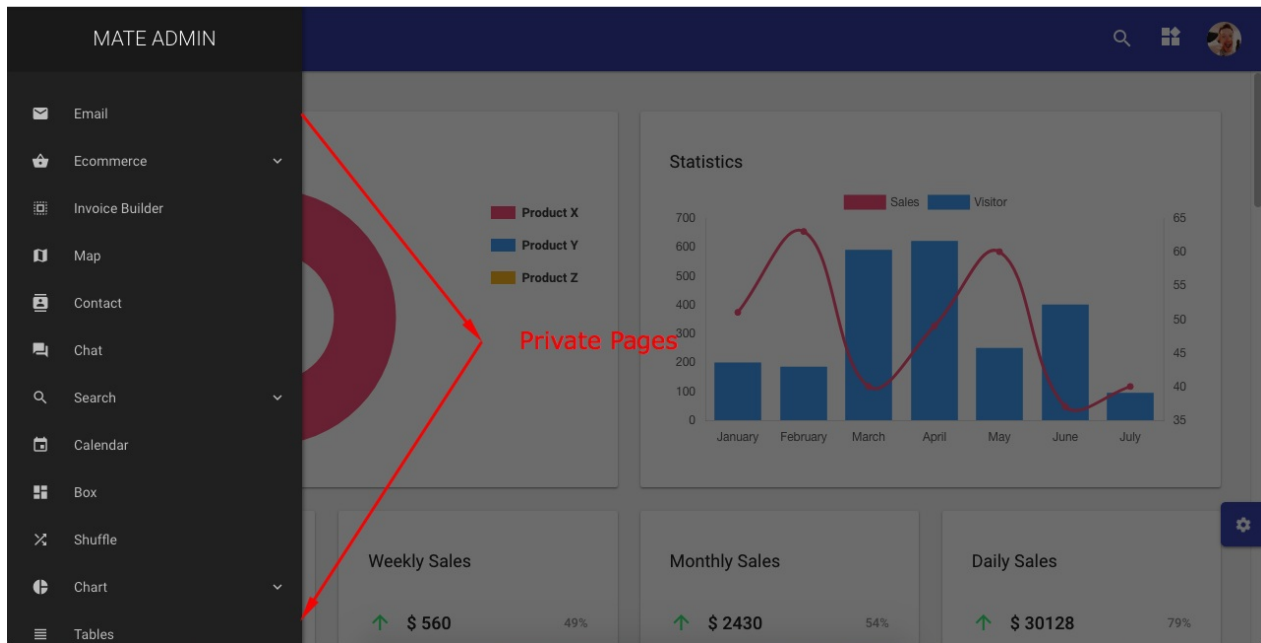 MATE ADMIN
Email
Ecommerce
Invoice Builder
Map
Contact
Chat
Search
Calendar
Box
Shuffle
Chart
Tables
Product X
Product Y
Product Z
Private Pages
Statistics
Sales
Visitor
700
600
500
400
300
200
100
0
65
60
55
50
45
40
35
January
February
March
April
May
June
July
Weekly Sales
$ 560
49%
Monthly Sales
$ 2430
54%
Daily Sales
$ 30128
79%